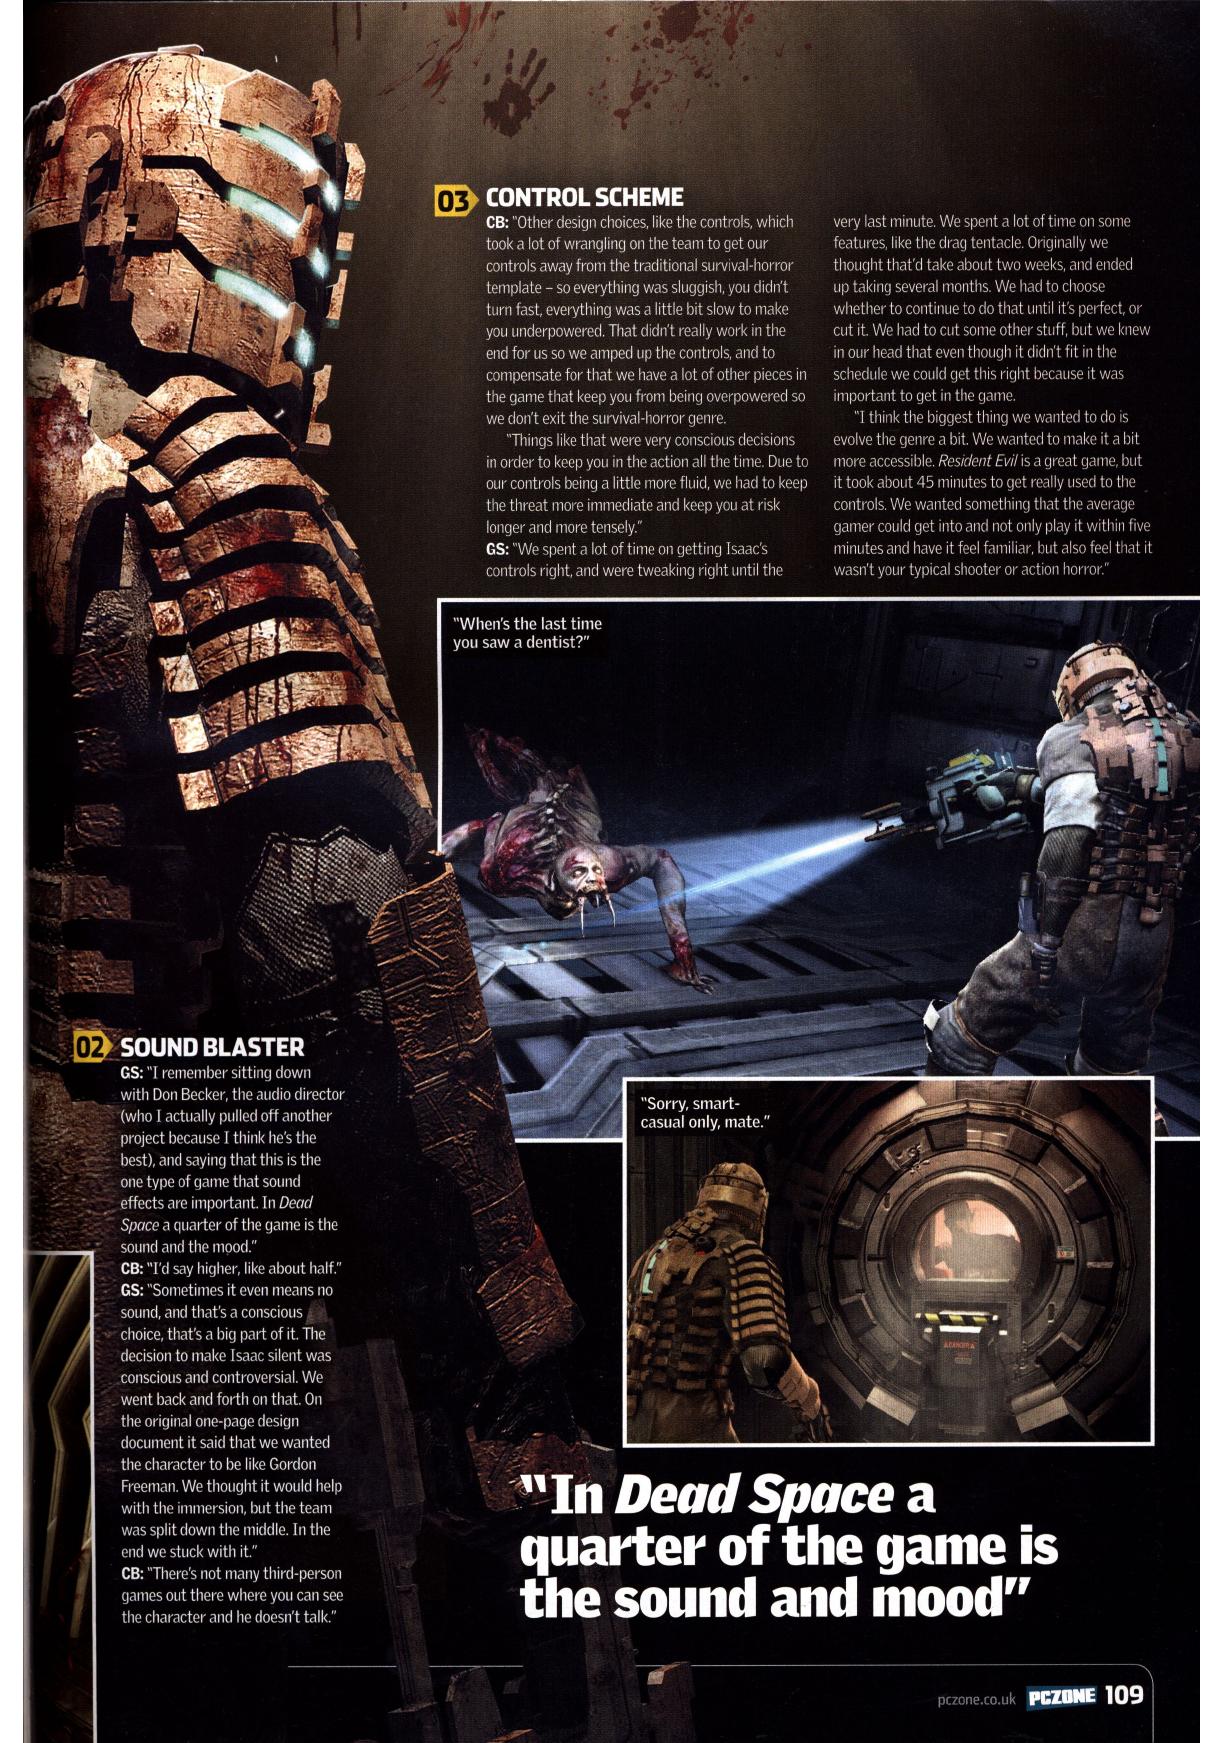 03 CONTROL SCHEME
CB: "Other design choices, like the controls, which
took a lot of wrangling on the team to get our
controls away from the traditional survival-horror
template – so everything was sluggish, you didn't
turn fast, everything was a little bit slow to make
you underpowered. That didn't really work in the
end for us so we amped up the controls, and to
compensate for that we have a lot of other pieces in
the game that keep you from being overpowered so
we don't exit the survival-horror genre.
"Things like that were very conscious decisions
in order to keep you in the action all the time. Due to
our controls being a little more fluid, we had to keep
the threat more immediate and keep you at risk
longer and more tensely."
GS: "We spent a lot of time on getting Isaac's
controls right, and were tweaking right until the
very last minute. We spent a lot of time on some
features, like the drag tentacle. Originally we
thought that'd take about two weeks, and ended
up taking several months. We had to choose
whether to continue to do that until it's perfect, or
cut it. We had to cut some other stuff, but we knew
in our head that even though it didn't fit in the
schedule we could get this right because it was
important to get in the game.
"I think the biggest thing we wanted to do is
evolve the genre a bit. We wanted to make it a bit
more accessible. Resident Evil is a great game, but
it took about 45 minutes to get really used to the
controls. We wanted something that the average
gamer could get into and not only play it within five
minutes and have it feel familiar, but also feel that it
wasn't your typical shooter or action horror."
"When's the last time
you saw a dentist?"
02 SOUND BLASTER
GS: "I remember sitting down
with Don Becker, the audio director
(who I actually pulled off another
project because I think he's the
best), and saying that this is the
one type of game that sound
effects are important. In Dead
Space a quarter of the game is the
sound and the mood."
CB: "I'd say higher, like about half."
GS: "Sometimes it even means no
sound, and that's a conscious
choice, that's a big part of it. The
decision to make Isaac silent was
conscious and controversial. We
went back and forth on that. On
the original one-page design
document it said that we wanted
the character to be like Gordon
Freeman. We thought it would help
with the immersion, but the team
was split down the middle. In the
end we stuck with it."
CB: "There's not many third-person
games out there where you can see
the character and he doesn't talk."
"Sorry, smart-
casual only, mate."
DANGER
"In Dead Space a
quarter of the game is
the sound and mood"
pczone.co.uk PCZONE 109